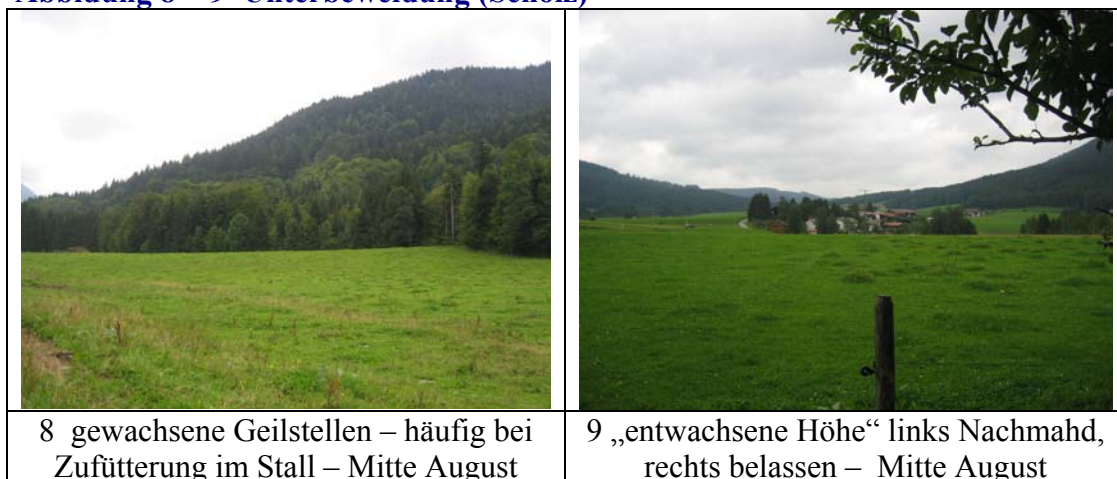 Abbildung 8 – 9 Unterbeweidung (Scholz)
8 gewachsene Geilstellen – häufig bei
Zufütterung im Stall – Mitte August
9 „entwachsene Höhe“ links Nachmahd,
rechts belassen – Mitte August